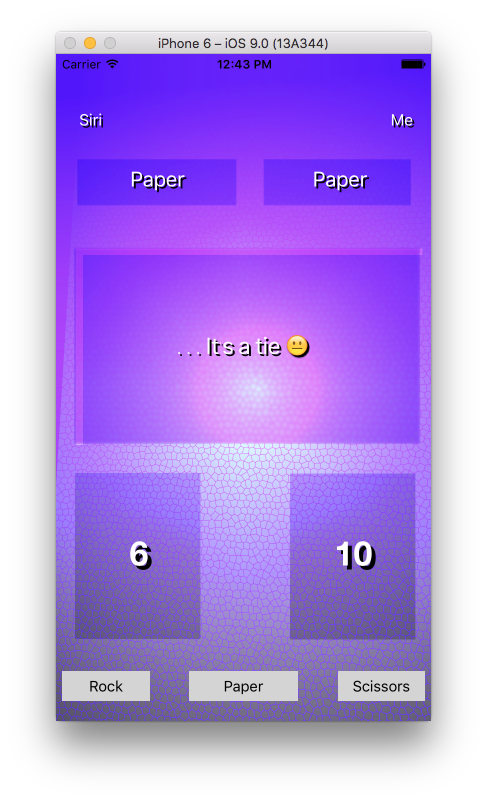 iPhone 6 – iOS 9.0 (13A344)
Carrier 12:43 PM
Siri Me
Paper Paper
. . . It's a tie 😐
6 10
Rock Paper Scissors